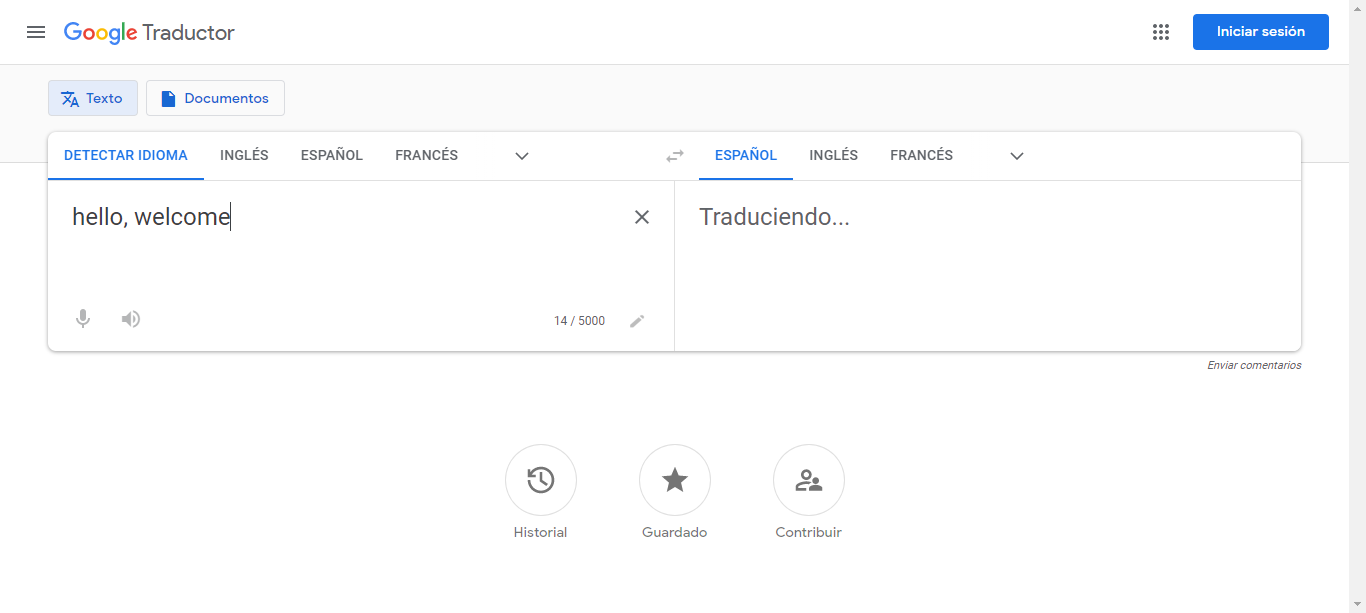 Google Traductor
Iniciar sesión
Texto
Documentos
DETECTAR IDIOMA INGLÉS ESPAÑOL FRANCÉS
ESPAÑOL INGLÉS FRANCÉS
hello, welcome
Traduciendo...
14 / 5000
Enviar comentarios
Historial
Guardado
Contribuir